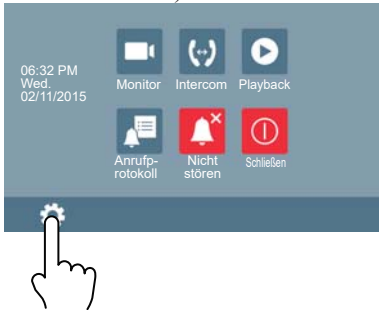 06:32 PM
Wed.
02/11/2015
Monitor
Intercom
Playback
Anrufp-
rotokoll
Nicht
stören
Schließen